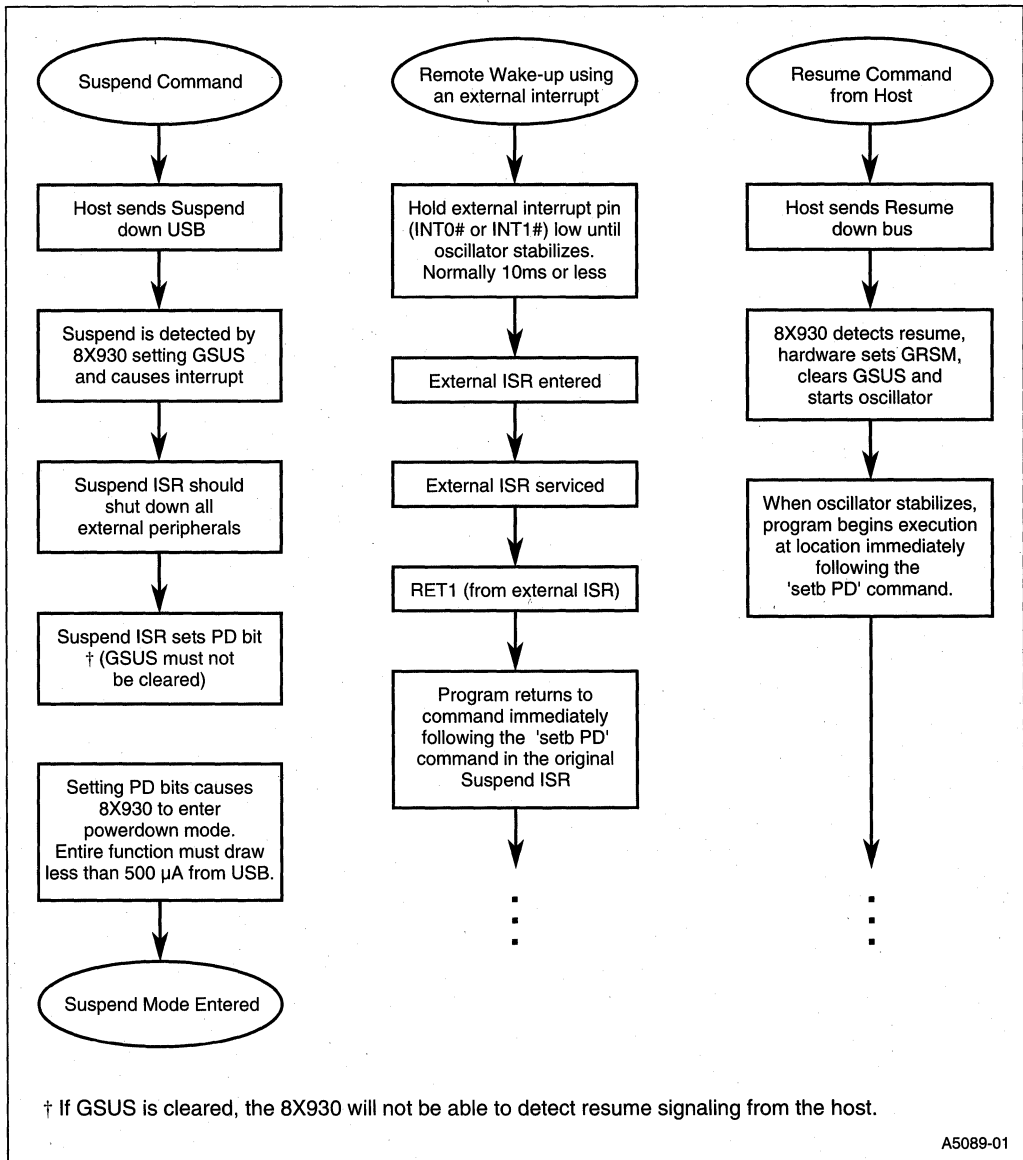 Suspend Command
Host sends Suspend
down USB
Suspend is detected by
8X930 setting GSUS
and causes interrupt
Suspend ISR should
shut down all
external peripherals
Suspend ISR sets PD bit
† (GSUS must not
be cleared)
Setting PD bits causes
8X930 to enter
powerdown mode.
Entire function must draw
less than 500 µA from USB.
Suspend Mode Entered
Remote Wake-up using
an external interrupt
Hold external interrupt pin
(INT0# or INT1#) low until
oscillator stabilizes.
Normally 10ms or less
External ISR entered
External ISR serviced
RET1 (from external ISR)
Program returns to
command immediately
following the 'setb PD'
command in the original
Suspend ISR
Resume Command
from Host
Host sends Resume
down bus
8X930 detects resume,
hardware sets GRSM,
clears GSUS and
starts oscillator
When oscillator stabilizes,
program begins execution
at location immediately
following the
'setb PD' command.
† If GSUS is cleared, the 8X930 will not be able to detect resume signaling from the host.
A5089-01